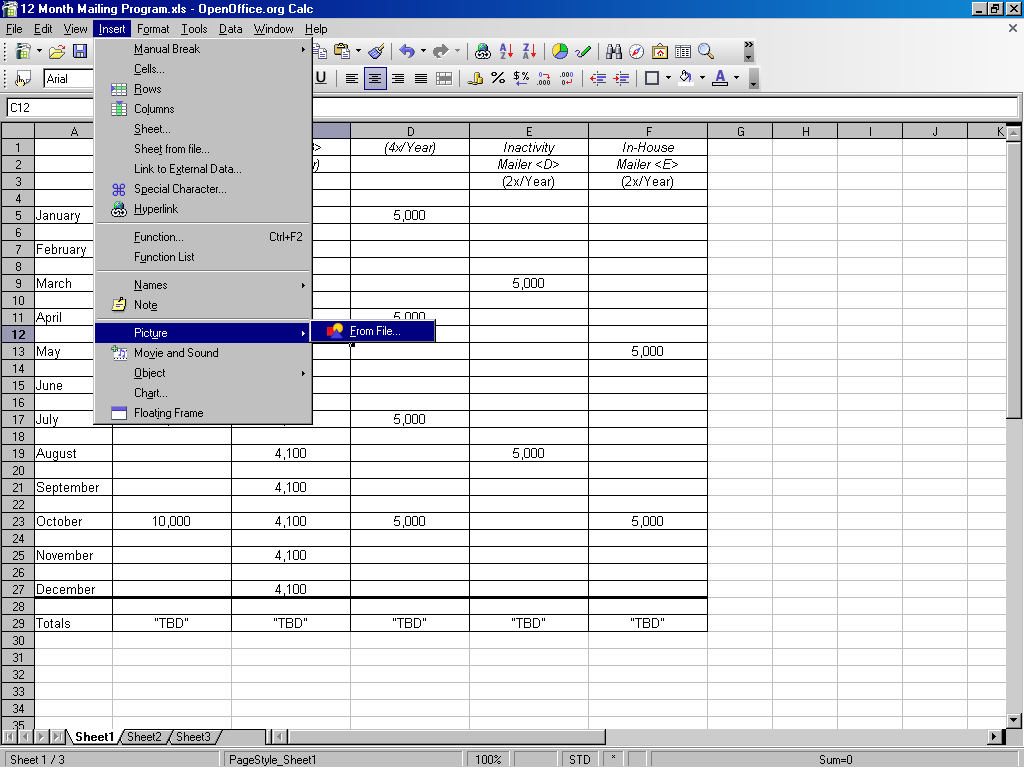 12 Month Mailing Program.xls - OpenOffice.org Calc
File Edit View Insert Format Tools Data Window Help
Arial
U
C12
Manual Break
Cells...
Rows
Columns
Sheet...
Sheet from file...
Link to External Data...
Special Character...
Hyperlink
Function... Ctrl+F2
Function List
Names
Note
Picture
From File...
Movie and Sound
Object
Chart...
Floating Frame
A D E F G H I J K
1 (4x/Year) Inactivity In-House
2 Mailer <D> Mailer <E>
3 (2x/Year) (2x/Year)
4
5 January 5,000
6
7 February
8
9 March 5,000
10
11 April 5,000
12
13 May 5,000
14
15 June
16
17 July 5,000
18
19 August 4,100 5,000
20
21 September 4,100
22
23 October 10,000 4,100 5,000 5,000
24
25 November 4,100
26
27 December 4,100
28
29 Totals "TBD" "TBD" "TBD" "TBD" "TBD"
30
31
32
33
34
35
Sheet1 Sheet2 Sheet3
Sheet 1 / 3 PageStyle_Sheet1 100% STD * Sum=0